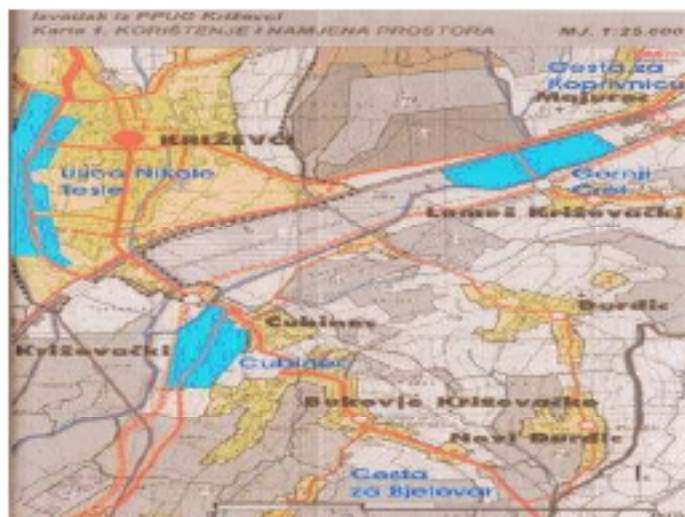 Izvadak iz PPUG Križevci
Karta 1. KORIŠTENJE I NAMJENA PROSTORA MJ. 1:25.000
Cesta za
Koprivnicu
Majurec
KRIŽEVCI
Ulica Nikole
Tesle
Gornji
Cret
Lemeš Križevački
Đurđic
Cubinec
Križevački
Cubinec
Bukovje Križevačko
Novi Đurđic
Cesta
za Bjelovar